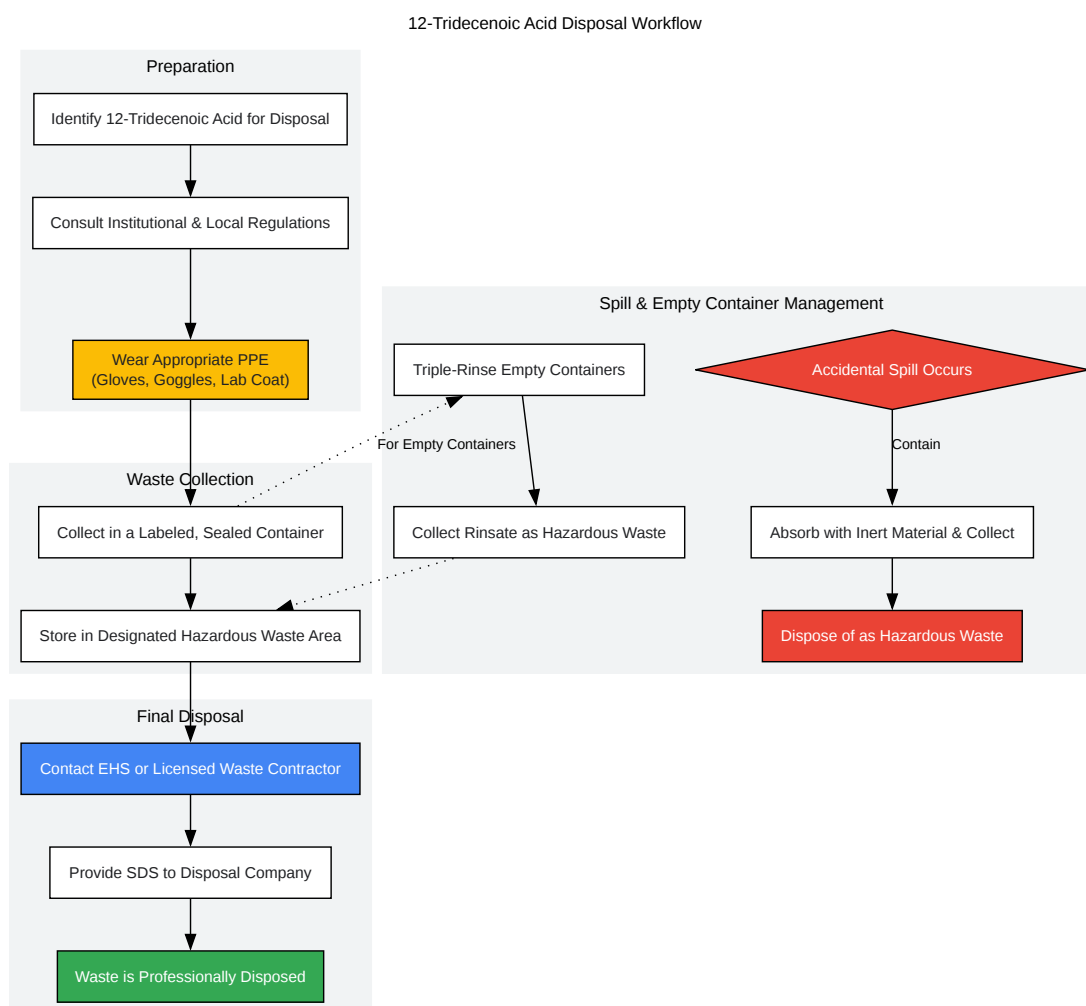 12-Tridecenoic Acid Disposal Workflow
Preparation
Identify 12-Tridecenoic Acid for Disposal
Consult Institutional & Local Regulations
Wear Appropriate PPE
(Gloves, Goggles, Lab Coat)
Spill & Empty Container Management
Triple-Rinse Empty Containers
Accidental Spill Occurs
For Empty Containers
Contain
Collect Rinsate as Hazardous Waste
Absorb with Inert Material & Collect
Dispose of as Hazardous Waste
Waste Collection
Collect in a Labeled, Sealed Container
Store in Designated Hazardous Waste Area
Final Disposal
Contact EHS or Licensed Waste Contractor
Provide SDS to Disposal Company
Waste is Professionally Disposed